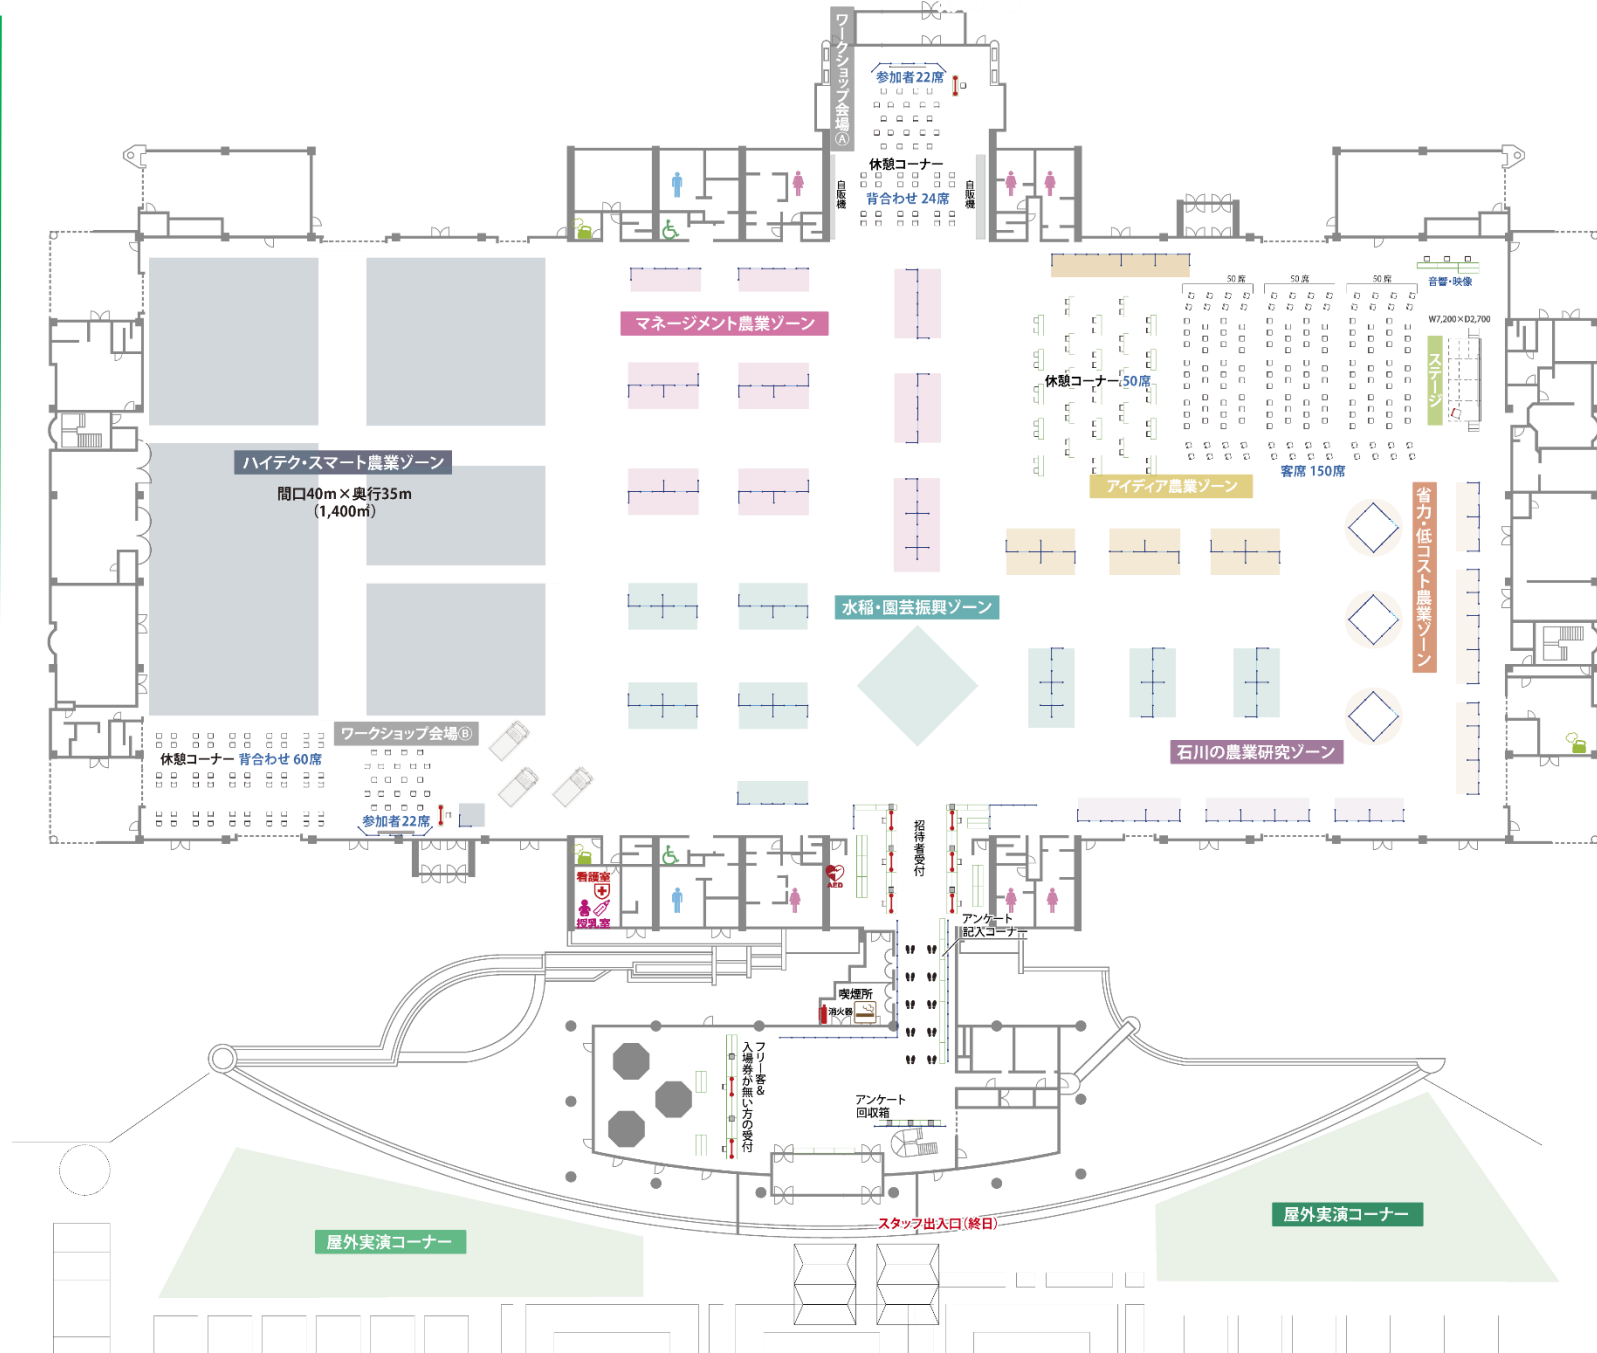 ワークショップ会場Ⓐ
参加者22席
休憩コーナー
自販機
背合わせ 24席
自販機
50席
50席
50席
音響・映像
W7,200×D2,700
ステージ
マネージメント農業ゾーン
休憩コーナー 50席
客席 150席
アイディア農業ゾーン
ハイテク・スマート農業ゾーン
間口40m×奥行35m
(1,400㎡)
省力・低コスト農業ゾーン
水稲・園芸振興ゾーン
ワークショップ会場Ⓑ
休憩コーナー 背合わせ 60席
参加者22席
石川の農業研究ゾーン
招待者受付
看護室
授乳室
AED
アンケート
記入コーナー
喫煙所
消火器
フリー客&
入場券が無い方の受付
アンケート
回収箱
スタッフ出入口(終日)
屋外実演コーナー
屋外実演コーナー